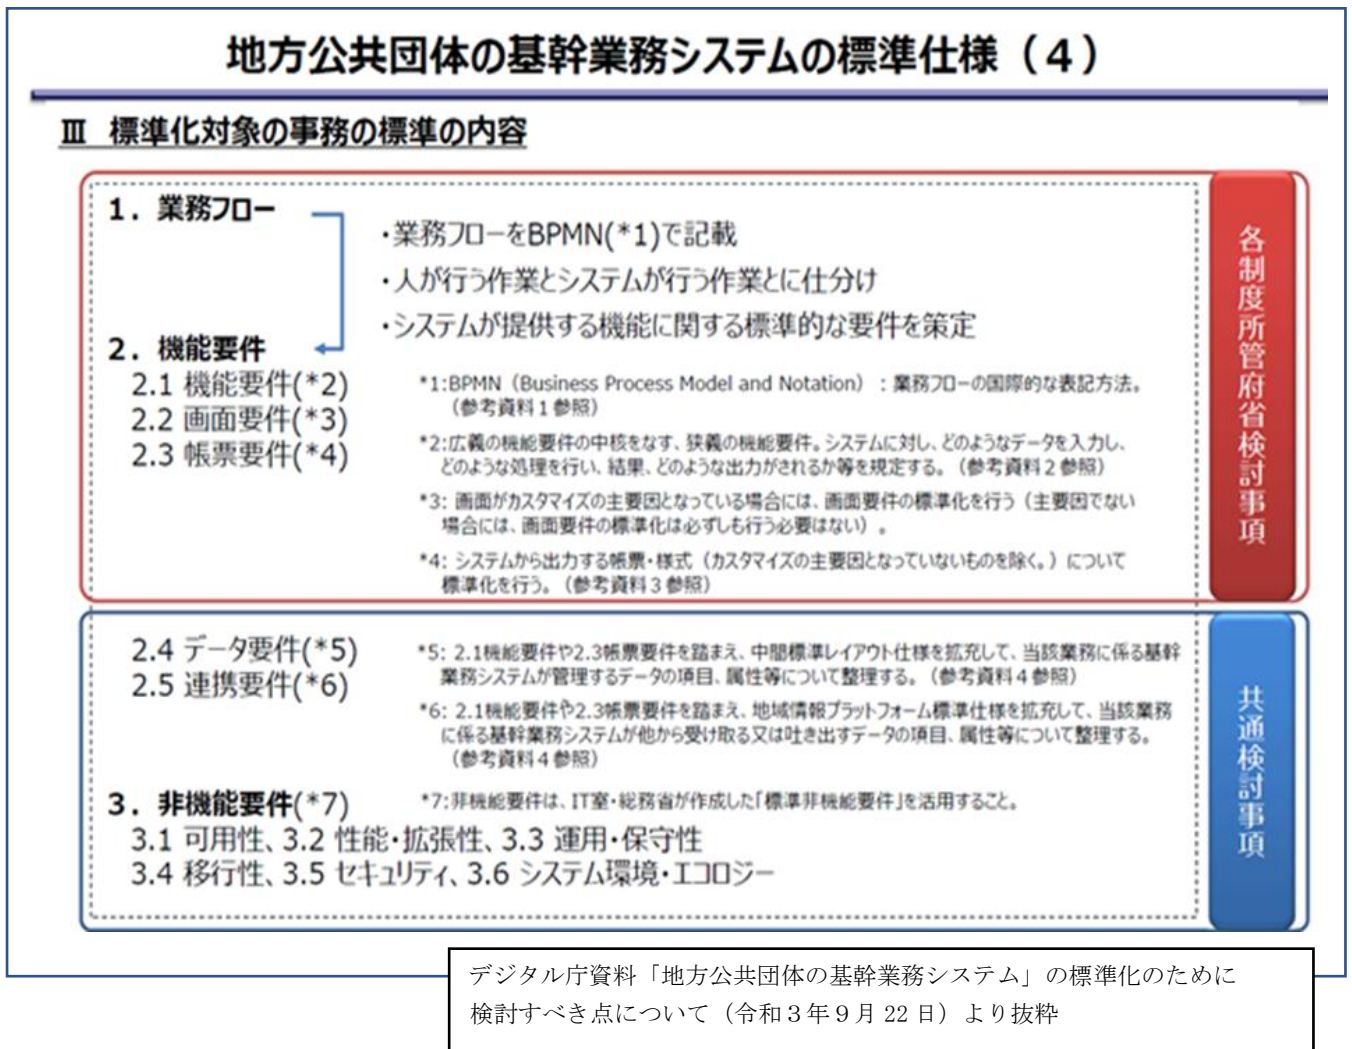 地方公共団体の基幹業務システムの標準仕様（４）
Ⅲ 標準化対象の事務の標準の内容
1．業務フロー
・業務フローをBPMN(*1)で記載
・人が行う作業とシステムが行う作業とに仕分け
・システムが提供する機能に関する標準的な要件を策定
2．機能要件
2.1 機能要件(*2)
2.2 画面要件(*3)
2.3 帳票要件(*4)
*1:BPMN（Business Process Model and Notation）：業務フローの国際的な表記方法。
（参考資料１参照）
*2:広義の機能要件の中核をなす、狭義の機能要件。システムに対し、どのようなデータを入力し、
どのような処理を行い、結果、どのような出力がされるか等を規定する。（参考資料２参照）
*3: 画面がカスタマイズの主要因となっている場合には、画面要件の標準化を行う（主要因でない
場合には、画面要件の標準化は必ずしも行う必要はない）。
*4: システムから出力する帳票・様式（カスタマイズの主要因となっていないものを除く。）について
標準化を行う。（参考資料３参照）
各制度所管府省検討事項
2.4 データ要件(*5)
2.5 連携要件(*6)
*5: 2.1機能要件や2.3帳票要件を踏まえ、中間標準レイアウト仕様を拡充して、当該業務に係る基幹
業務システムが管理するデータの項目、属性等について整理する。（参考資料４参照）
*6: 2.1機能要件や2.3帳票要件を踏まえ、地域情報プラットフォーム標準仕様を拡充して、当該業務
に係る基幹業務システムが他から受け取る又は吐き出すデータの項目、属性等について整理する。
（参考資料４参照）
3．非機能要件(*7)
*7:非機能要件は、IT室・総務省が作成した「標準非機能要件」を活用すること。
3.1 可用性、3.2 性能・拡張性、3.3 運用・保守性
3.4 移行性、3.5 セキュリティ、3.6 システム環境・エコロジー
共通検討事項
デジタル庁資料「地方公共団体の基幹業務システム」の標準化のために
検討すべき点について（令和３年９月 22 日）より抜粋